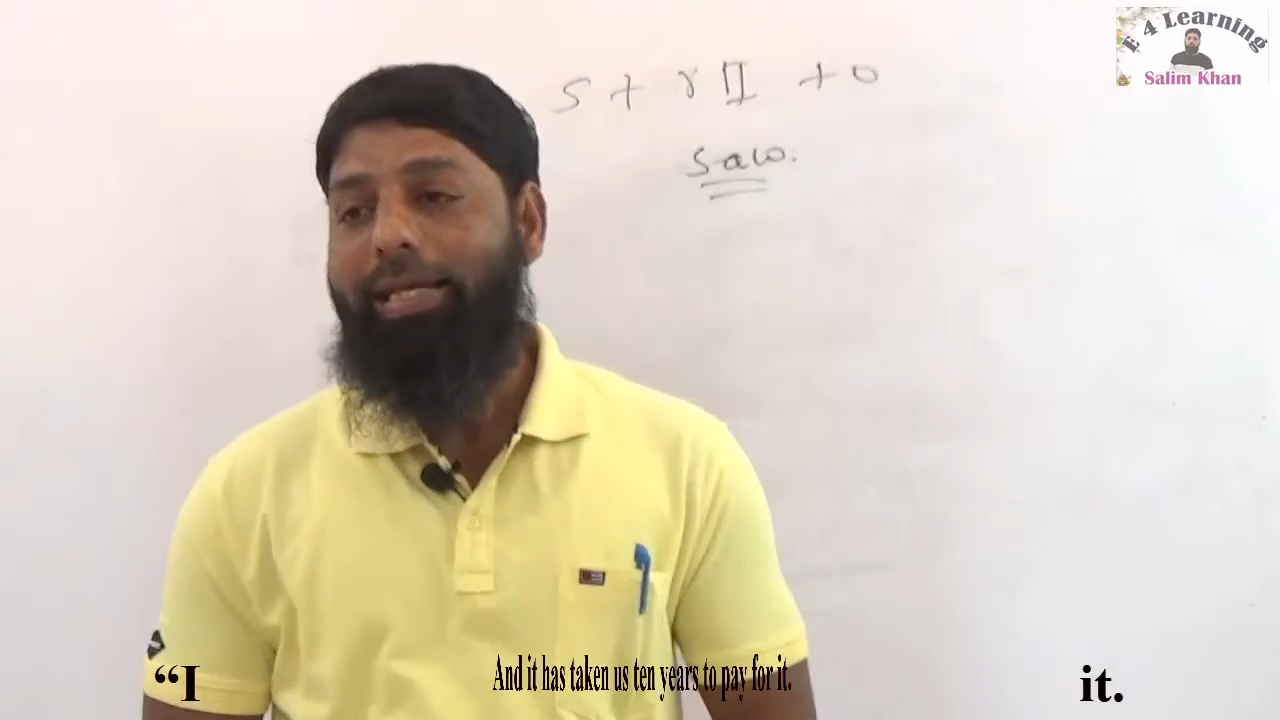 E 4 Learning
Salim Khan
S + V II + O
Saw.
“I
And it has taken us ten years to pay for it.
it.